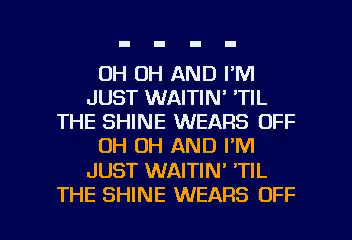 - - - -
OH OH AND I'M
JUST WAITIN' 'TIL
THE SHINE WEARS OFF
OH OH AND I'M
JUST WAITIN' 'TIL
THE SHINE WEARS OFF